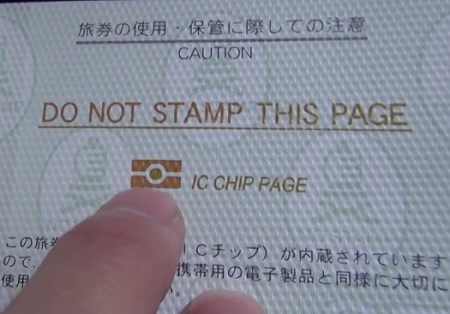 旅券の使用・保管に際しての注意
CAUTION
DO NOT STAMP THIS PAGE
IC CHIP PAGE
この旅券 ICチップ)が内蔵されています
ので、 携帯用の電子製品と同様に大切に
使用 い。